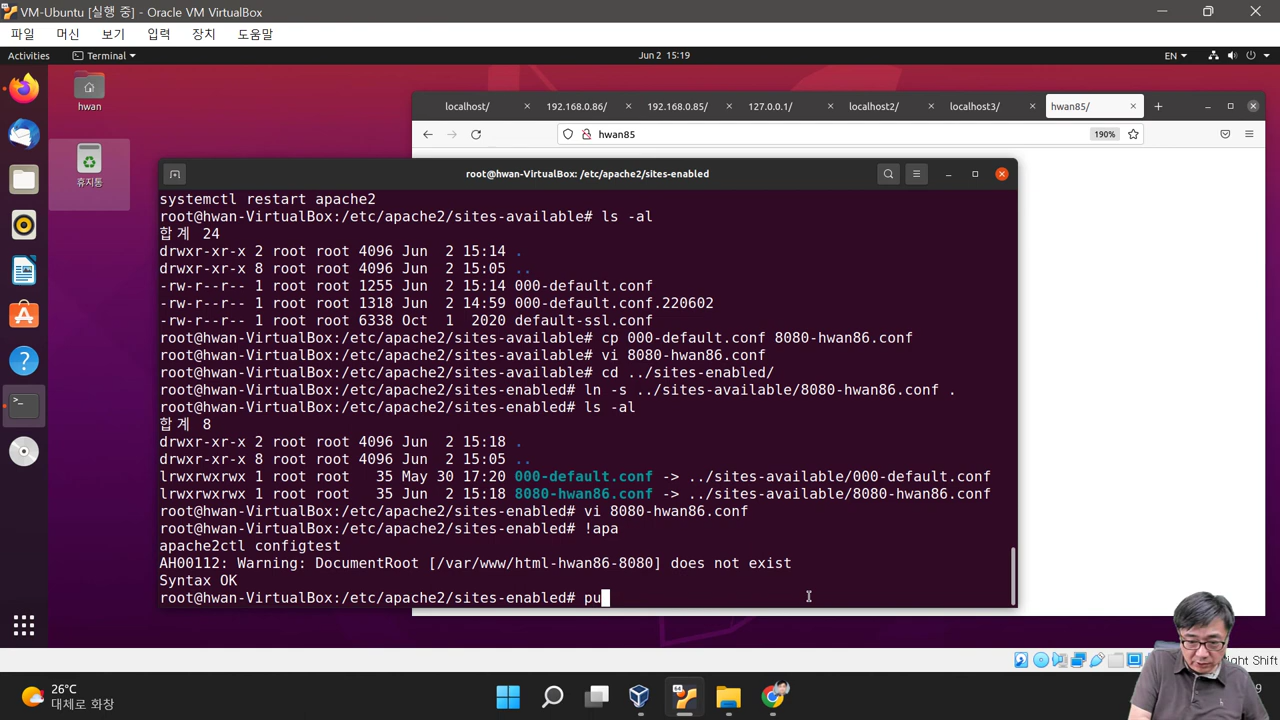 VM-Ubuntu [실행 중] - Oracle VM VirtualBox
파일 머신 보기 입력 장치 도움말
Activities Terminal Jun 2 15:19 EN
hwan
휴지통
localhost/ 192.168.0.86/ 192.168.0.85/ 127.0.0.1/ localhost2/ localhost3/ hwan85/
hwan85 190%
root@hwan-VirtualBox: /etc/apache2/sites-enabled
systemctl restart apache2
root@hwan-VirtualBox:/etc/apache2/sites-available# ls -al
합계 24
drwxr-xr-x 2 root root 4096 Jun  2 15:14 .
drwxr-xr-x 8 root root 4096 Jun  2 15:05 ..
-rw-r--r-- 1 root root 1255 Jun  2 15:14 000-default.conf
-rw-r--r-- 1 root root 1318 Jun  2 14:59 000-default.conf.220602
-rw-r--r-- 1 root root 6338 Oct  1  2020 default-ssl.conf
root@hwan-VirtualBox:/etc/apache2/sites-available# cp 000-default.conf 8080-hwan86.conf
root@hwan-VirtualBox:/etc/apache2/sites-available# vi 8080-hwan86.conf
root@hwan-VirtualBox:/etc/apache2/sites-available# cd ../sites-enabled/
root@hwan-VirtualBox:/etc/apache2/sites-enabled# ln -s ../sites-available/8080-hwan86.conf .
root@hwan-VirtualBox:/etc/apache2/sites-enabled# ls -al
합계 8
drwxr-xr-x 2 root root 4096 Jun  2 15:18 .
drwxr-xr-x 8 root root 4096 Jun  2 15:05 ..
lrwxrwxrwx 1 root root   35 May 30 17:20 000-default.conf -> ../sites-available/000-default.conf
lrwxrwxrwx 1 root root   35 Jun  2 15:18 8080-hwan86.conf -> ../sites-available/8080-hwan86.conf
root@hwan-VirtualBox:/etc/apache2/sites-enabled# vi 8080-hwan86.conf
root@hwan-VirtualBox:/etc/apache2/sites-enabled# !apa
apache2ctl configtest
AH00112: Warning: DocumentRoot [/var/www/html-hwan86-8080] does not exist
Syntax OK
root@hwan-VirtualBox:/etc/apache2/sites-enabled# pu
Shift
26°C
대체로 화창